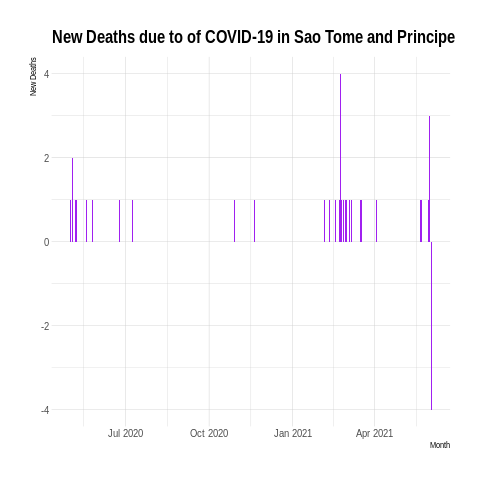 New Deaths due to of COVID-19 in Sao Tome and Principe
New Deaths
4
2
0
-2
-4
Jul 2020 Oct 2020 Jan 2021 Apr 2021
Month